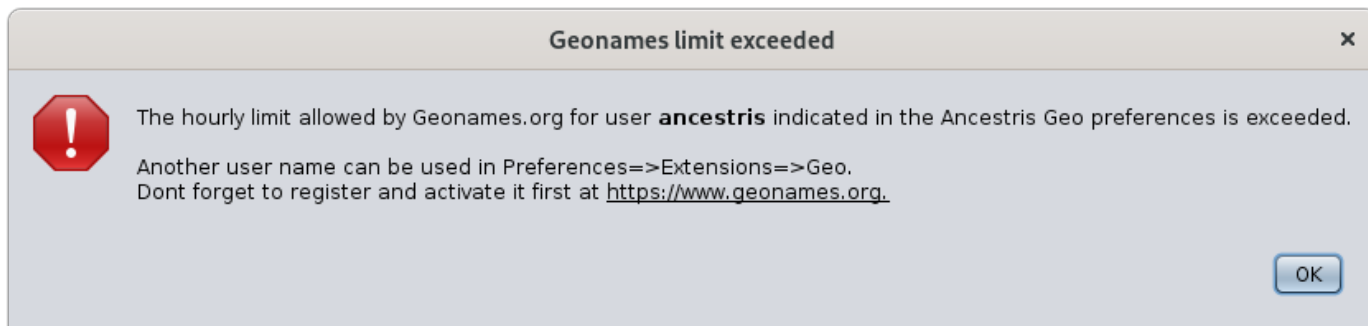 Geonames limit exceeded
The hourly limit allowed by Geonames.org for user ancestris indicated in the Ancestris Geo preferences is exceeded.
Another user name can be used in Preferences=>Extensions=>Geo.
Dont forget to register and activate it first at https://www.geonames.org.
OK